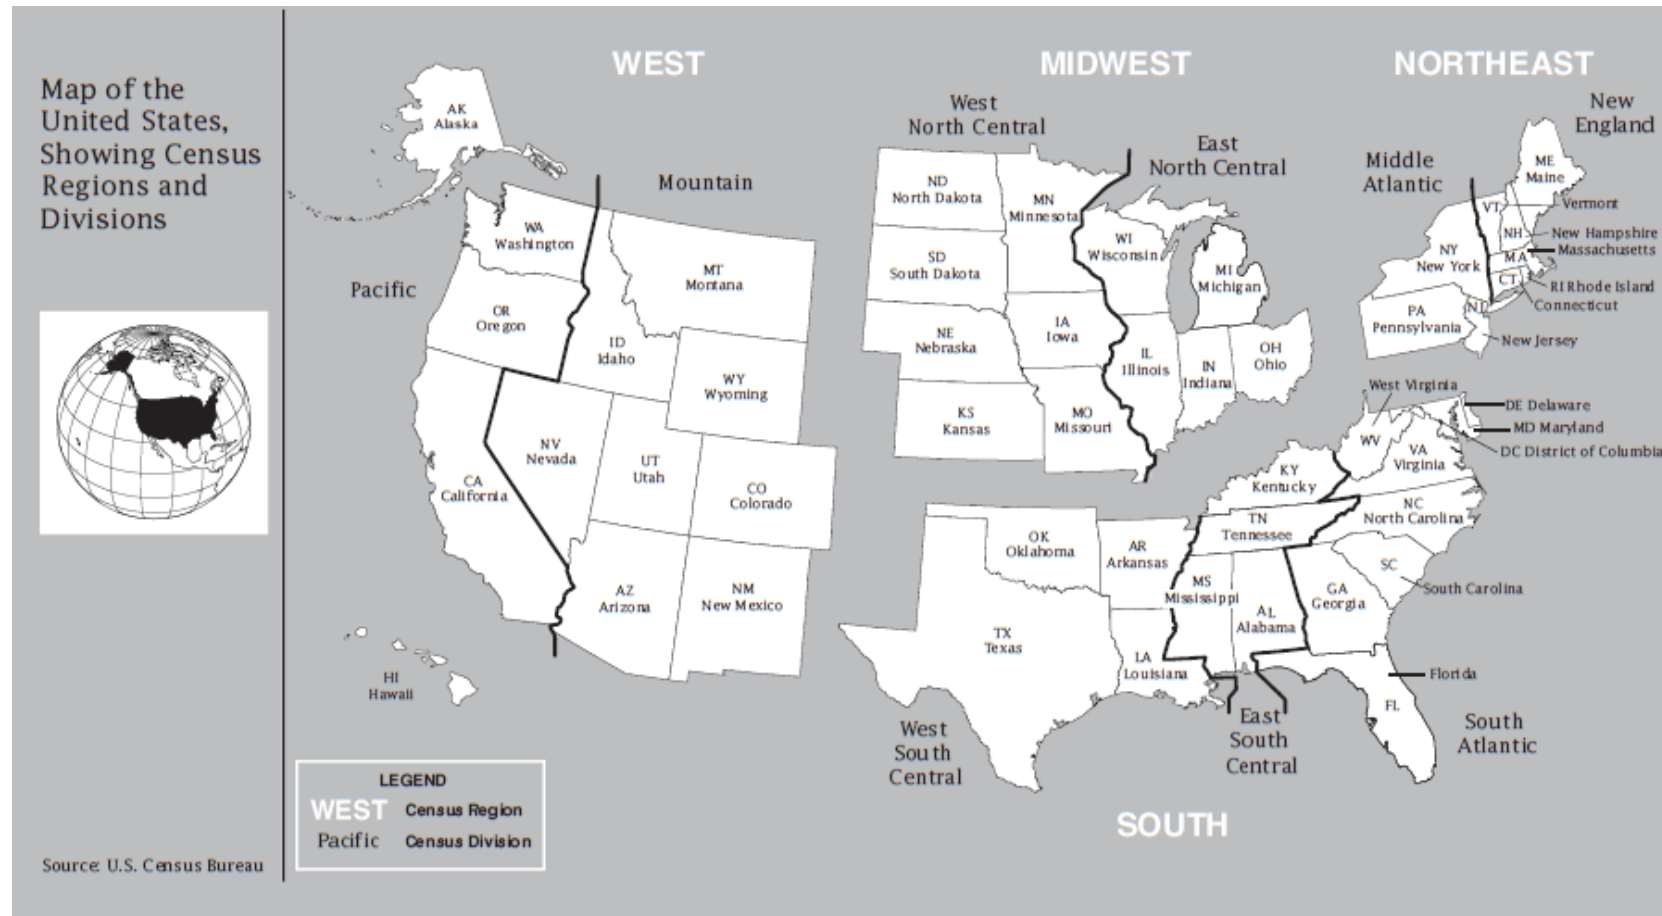 Map of the
United States,
Showing Census
Regions and
Divisions
Source: U.S. Census Bureau
WEST
Pacific
Mountain
AK
Alaska
WA
Washington
OR
Oregon
CA
California
HI
Hawaii
MT
Montana
ID
Idaho
WY
Wyoming
NV
Nevada
UT
Utah
CO
Colorado
AZ
Arizona
NM
New Mexico
MIDWEST
West
North Central
East
North Central
ND
North Dakota
MN
Minnesota
SD
South Dakota
NE
Nebraska
IA
Iowa
KS
Kansas
MO
Missouri
WI
Wisconsin
MI
Michigan
IL
Illinois
IN
Indiana
OH
Ohio
NORTHEAST
New
England
Middle
Atlantic
ME
Maine
VT
Vermont
NH
New Hampshire
Massachusetts
MA
NY
New York
CT
RI Rhode Island
Connecticut
NJ
PA
Pennsylvania
New Jersey
West Virginia
DE Delaware
MD Maryland
DC District of Columbia
WV
VA
Virginia
KY
Kentucky
NC
North Carolina
TN
Tennessee
OK
Oklahoma
AR
Arkansas
SC
South Carolina
MS
Mississippi
GA
Georgia
AL
Alabama
TX
Texas
LA
Louisiana
Florida
FL
West
South
Central
East
South
Central
South
Atlantic
SOUTH
LEGEND
WEST Census Region
Pacific Census Division